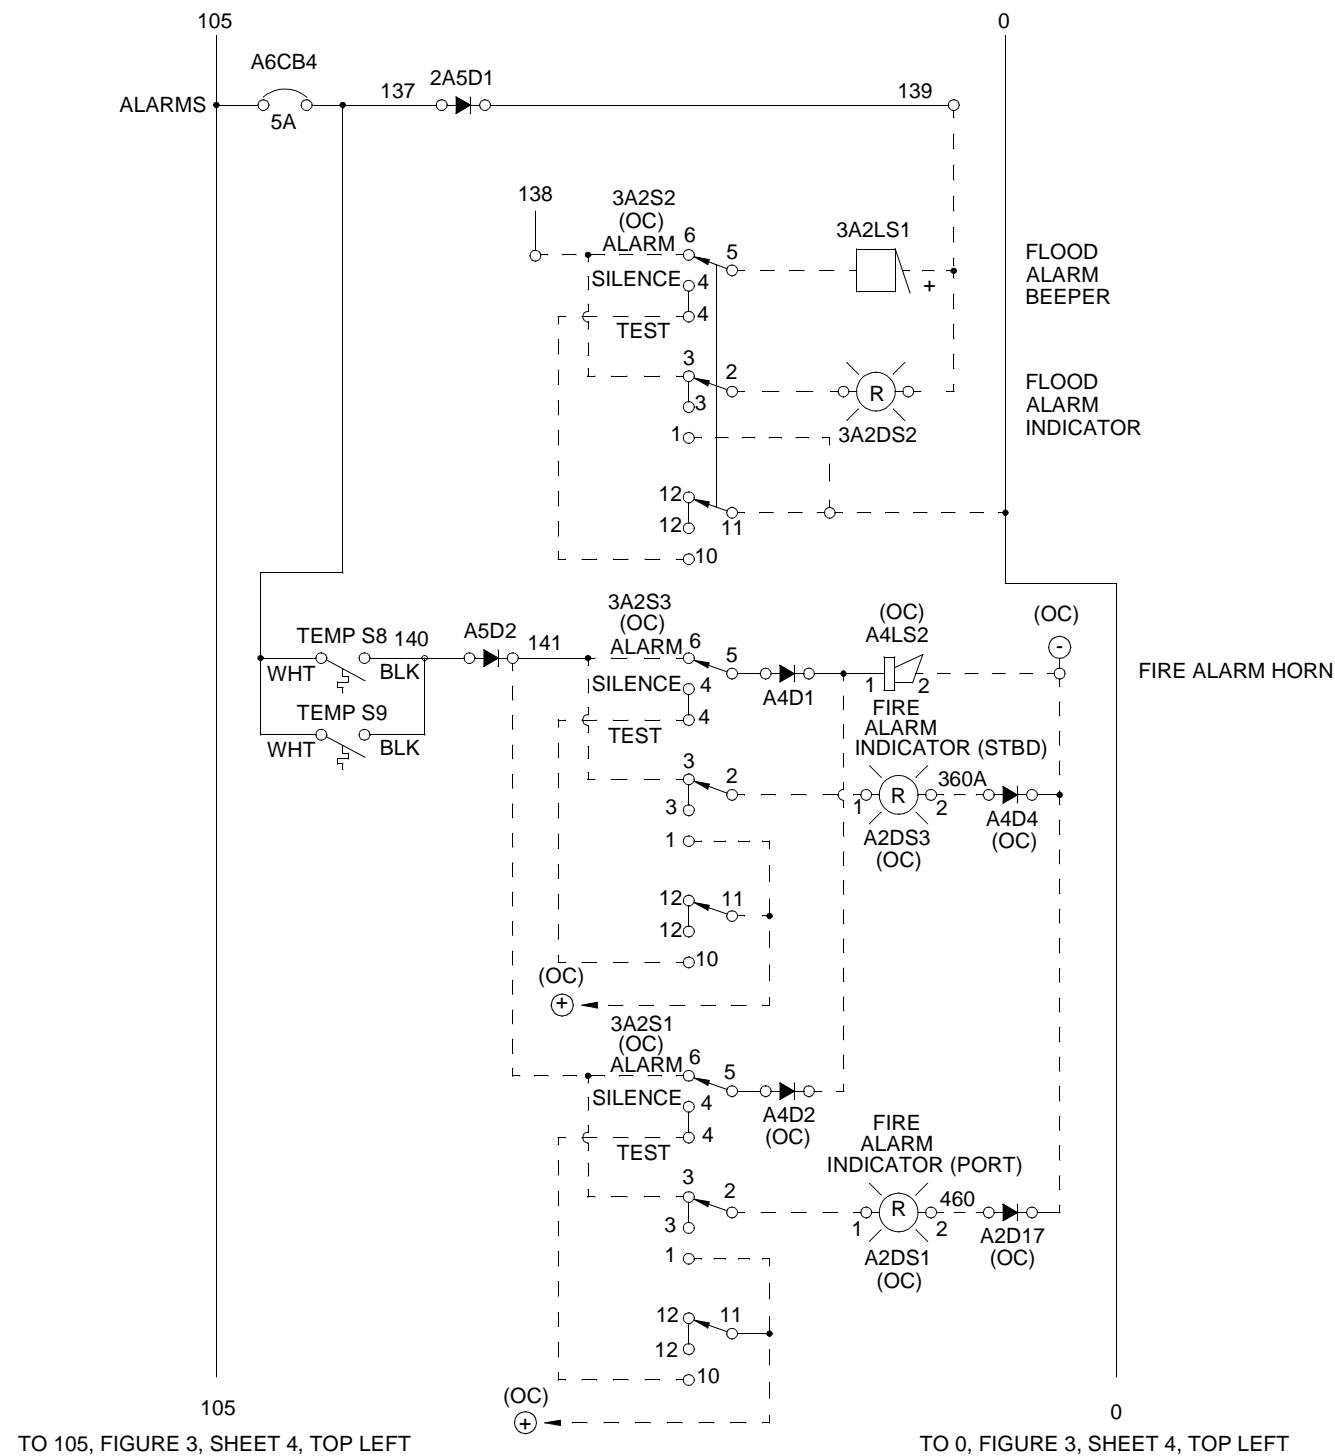 105
0
A6CB4
ALARMS
5A
137
2A5D1
139
138
3A2S2
(OC)
ALARM
6
5
SILENCE
4
4
TEST
3A2LS1
+
FLOOD
ALARM
BEEPER
3
2
3
1
R
3A2DS2
FLOOD
ALARM
INDICATOR
12
12
11
10
TEMP S8
140
WHT
BLK
A5D2
141
TEMP S9
WHT
BLK
3A2S3
(OC)
ALARM
6
5
SILENCE
4
4
TEST
A4D1
(OC)
A4LS2
1
2
(OC)
-
FIRE ALARM HORN
FIRE
ALARM
INDICATOR (STBD)
3
2
3
1
1
R
2
360A
A2DS3
(OC)
A4D4
(OC)
12
11
12
10
(OC)
+
3A2S1
(OC)
ALARM
6
5
SILENCE
4
4
TEST
A4D2
(OC)
FIRE
ALARM
INDICATOR (PORT)
3
2
3
1
1
R
2
460
A2DS1
(OC)
A2D17
(OC)
12
11
12
10
(OC)
+
105
0
TO 105, FIGURE 3, SHEET 4, TOP LEFT
TO 0, FIGURE 3, SHEET 4, TOP LEFT